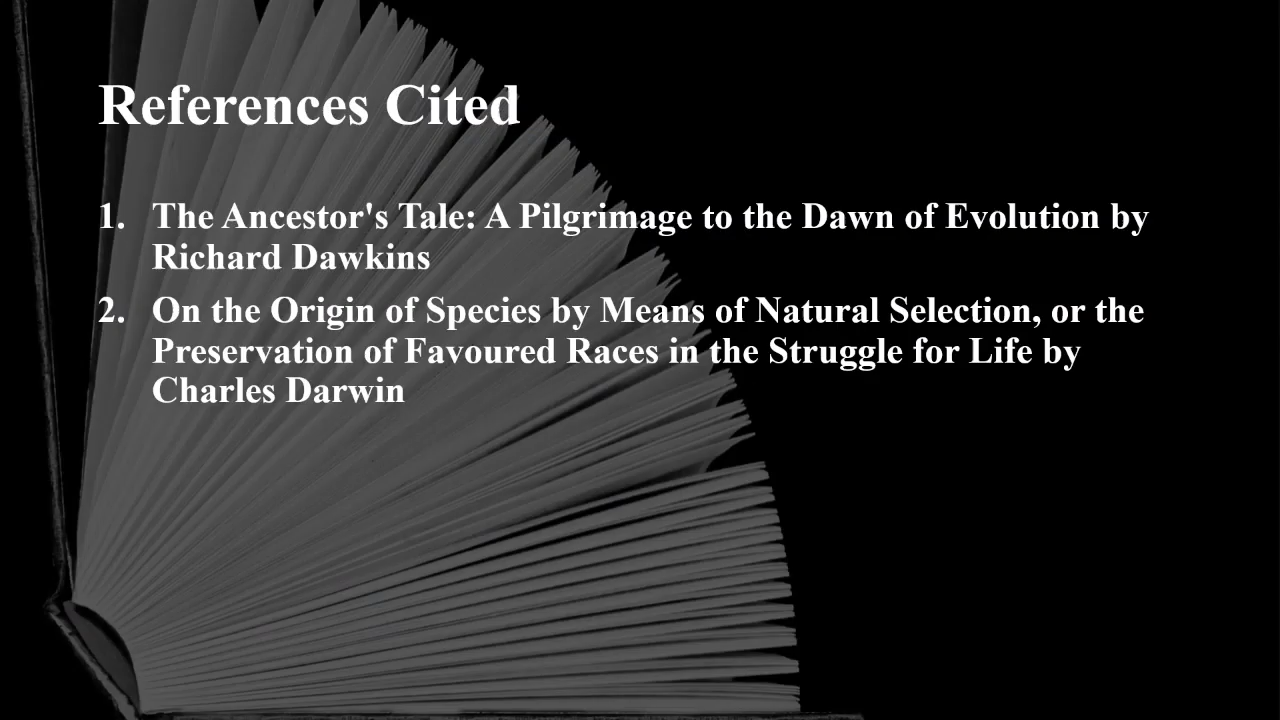 References Cited
1. The Ancestor's Tale: A Pilgrimage to the Dawn of Evolution by
Richard Dawkins
2. On the Origin of Species by Means of Natural Selection, or the
Preservation of Favoured Races in the Struggle for Life by
Charles Darwin